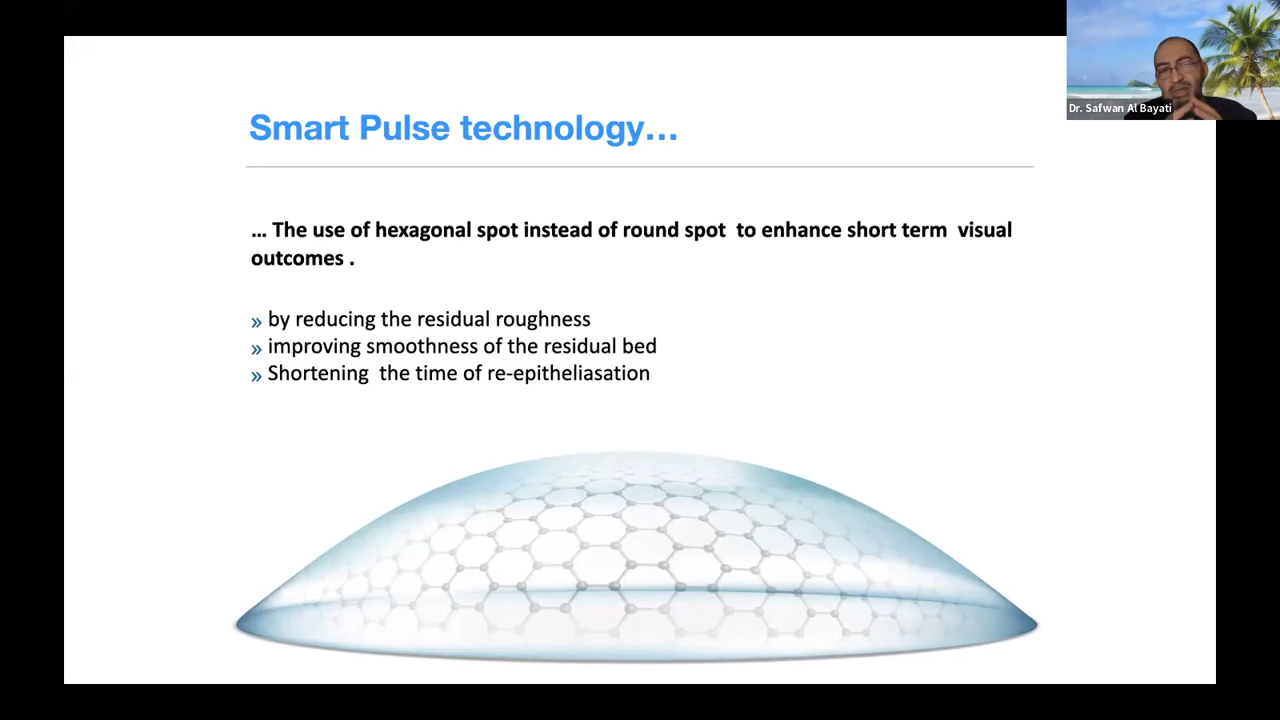 Smart Pulse technology...
Dr. Safwan Al Bayati
... The use of hexagonal spot instead of round spot to enhance short term visual
outcomes .
» by reducing the residual roughness
» improving smoothness of the residual bed
» Shortening the time of re-epitheliasation